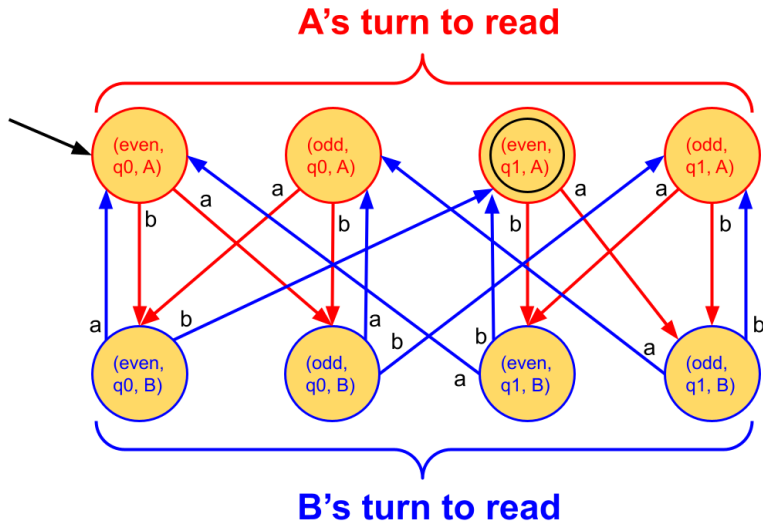 A’s turn to read
(even,
q0, A)
(odd,
q0, A)
(even,
q1, A)
(odd,
q1, A)
b
a
a
b
b
a
a
b
a
b
a
b
b
a
a
b
(even,
q0, B)
(odd,
q0, B)
(even,
q1, B)
(odd,
q1, B)
B’s turn to read